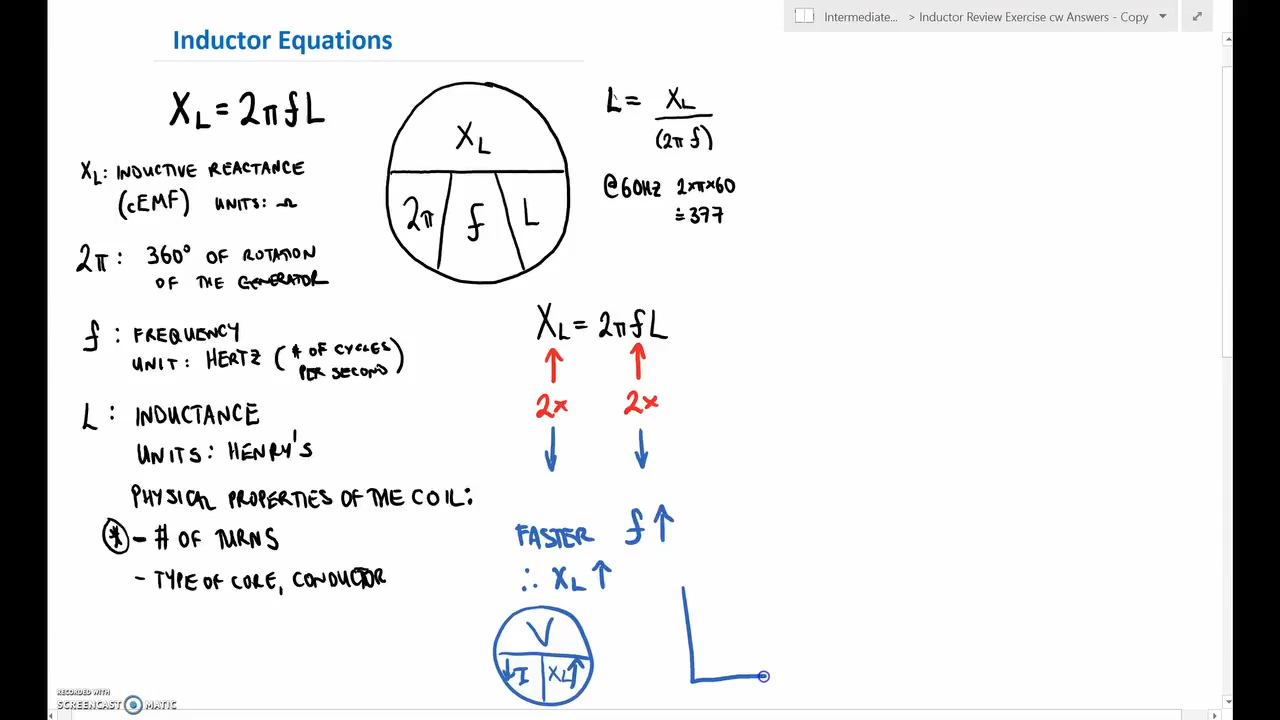 Intermediate... > Inductor Review Exercise cw Answers - Copy
Inductor Equations
XL = 2πfL
XL: INDUCTIVE REACTANCE
(cEMF) UNITS: Ω
2π: 360° OF ROTATION
OF THE GENERATOR
f: FREQUENCY
UNIT: HERTZ (# OF CYCLES
PER SECOND)
L: INDUCTANCE
UNITS: HENRY'S
PHYSICAL PROPERTIES OF THE COIL:
* - # OF TURNS
- TYPE OF CORE, CONDUCTOR
XL
2π f L
L = XL
(2πf)
@60HZ 2×π×60
≐ 377
XL = 2πfL
↑ ↑
2x 2x
↓ ↓
FASTER f↑
∴ XL↑
V
↓I XL↑
RECORDED WITH
SCREENCAST MATIC